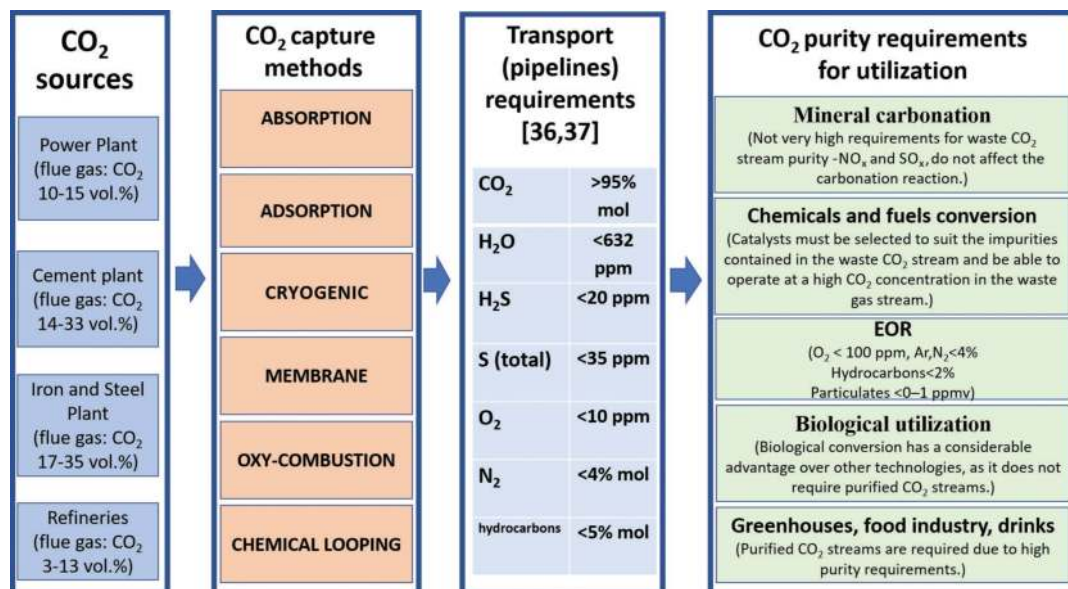 CO₂
sources
Power Plant
(flue gas: CO₂
10-15 vol.%)
Cement plant
(flue gas: CO₂
14-33 vol.%)
Iron and Steel
Plant
(flue gas: CO₂
17-35 vol.%)
Refineries
(flue gas: CO₂
3-13 vol.%)
CO₂ capture
methods
ABSORPTION
ADSORPTION
CRYOGENIC
MEMBRANE
OXY-COMBUSTION
CHEMICAL LOOPING
Transport
(pipelines)
requirements
[36,37]
CO₂ >95%
mol
H₂O <632
ppm
H₂S <20 ppm
S (total) <35 ppm
O₂ <10 ppm
N₂ <4% mol
hydrocarbons <5% mol
CO₂ purity requirements
for utilization
Mineral carbonation
(Not very high requirements for waste CO₂
stream purity -NOₓ and SOₓ, do not affect the
carbonation reaction.)
Chemicals and fuels conversion
(Catalysts must be selected to suit the impurities
contained in the waste CO₂ stream and be able to
operate at a high CO₂ concentration in the waste
gas stream.)
EOR
(O₂ < 100 ppm, Ar,N₂<4%
Hydrocarbons<2%
Particulates <0–1 ppmv)
Biological utilization
(Biological conversion has a considerable
advantage over other technologies, as it does not
require purified CO₂ streams.)
Greenhouses, food industry, drinks
(Purified CO₂ streams are required due to high
purity requirements.)